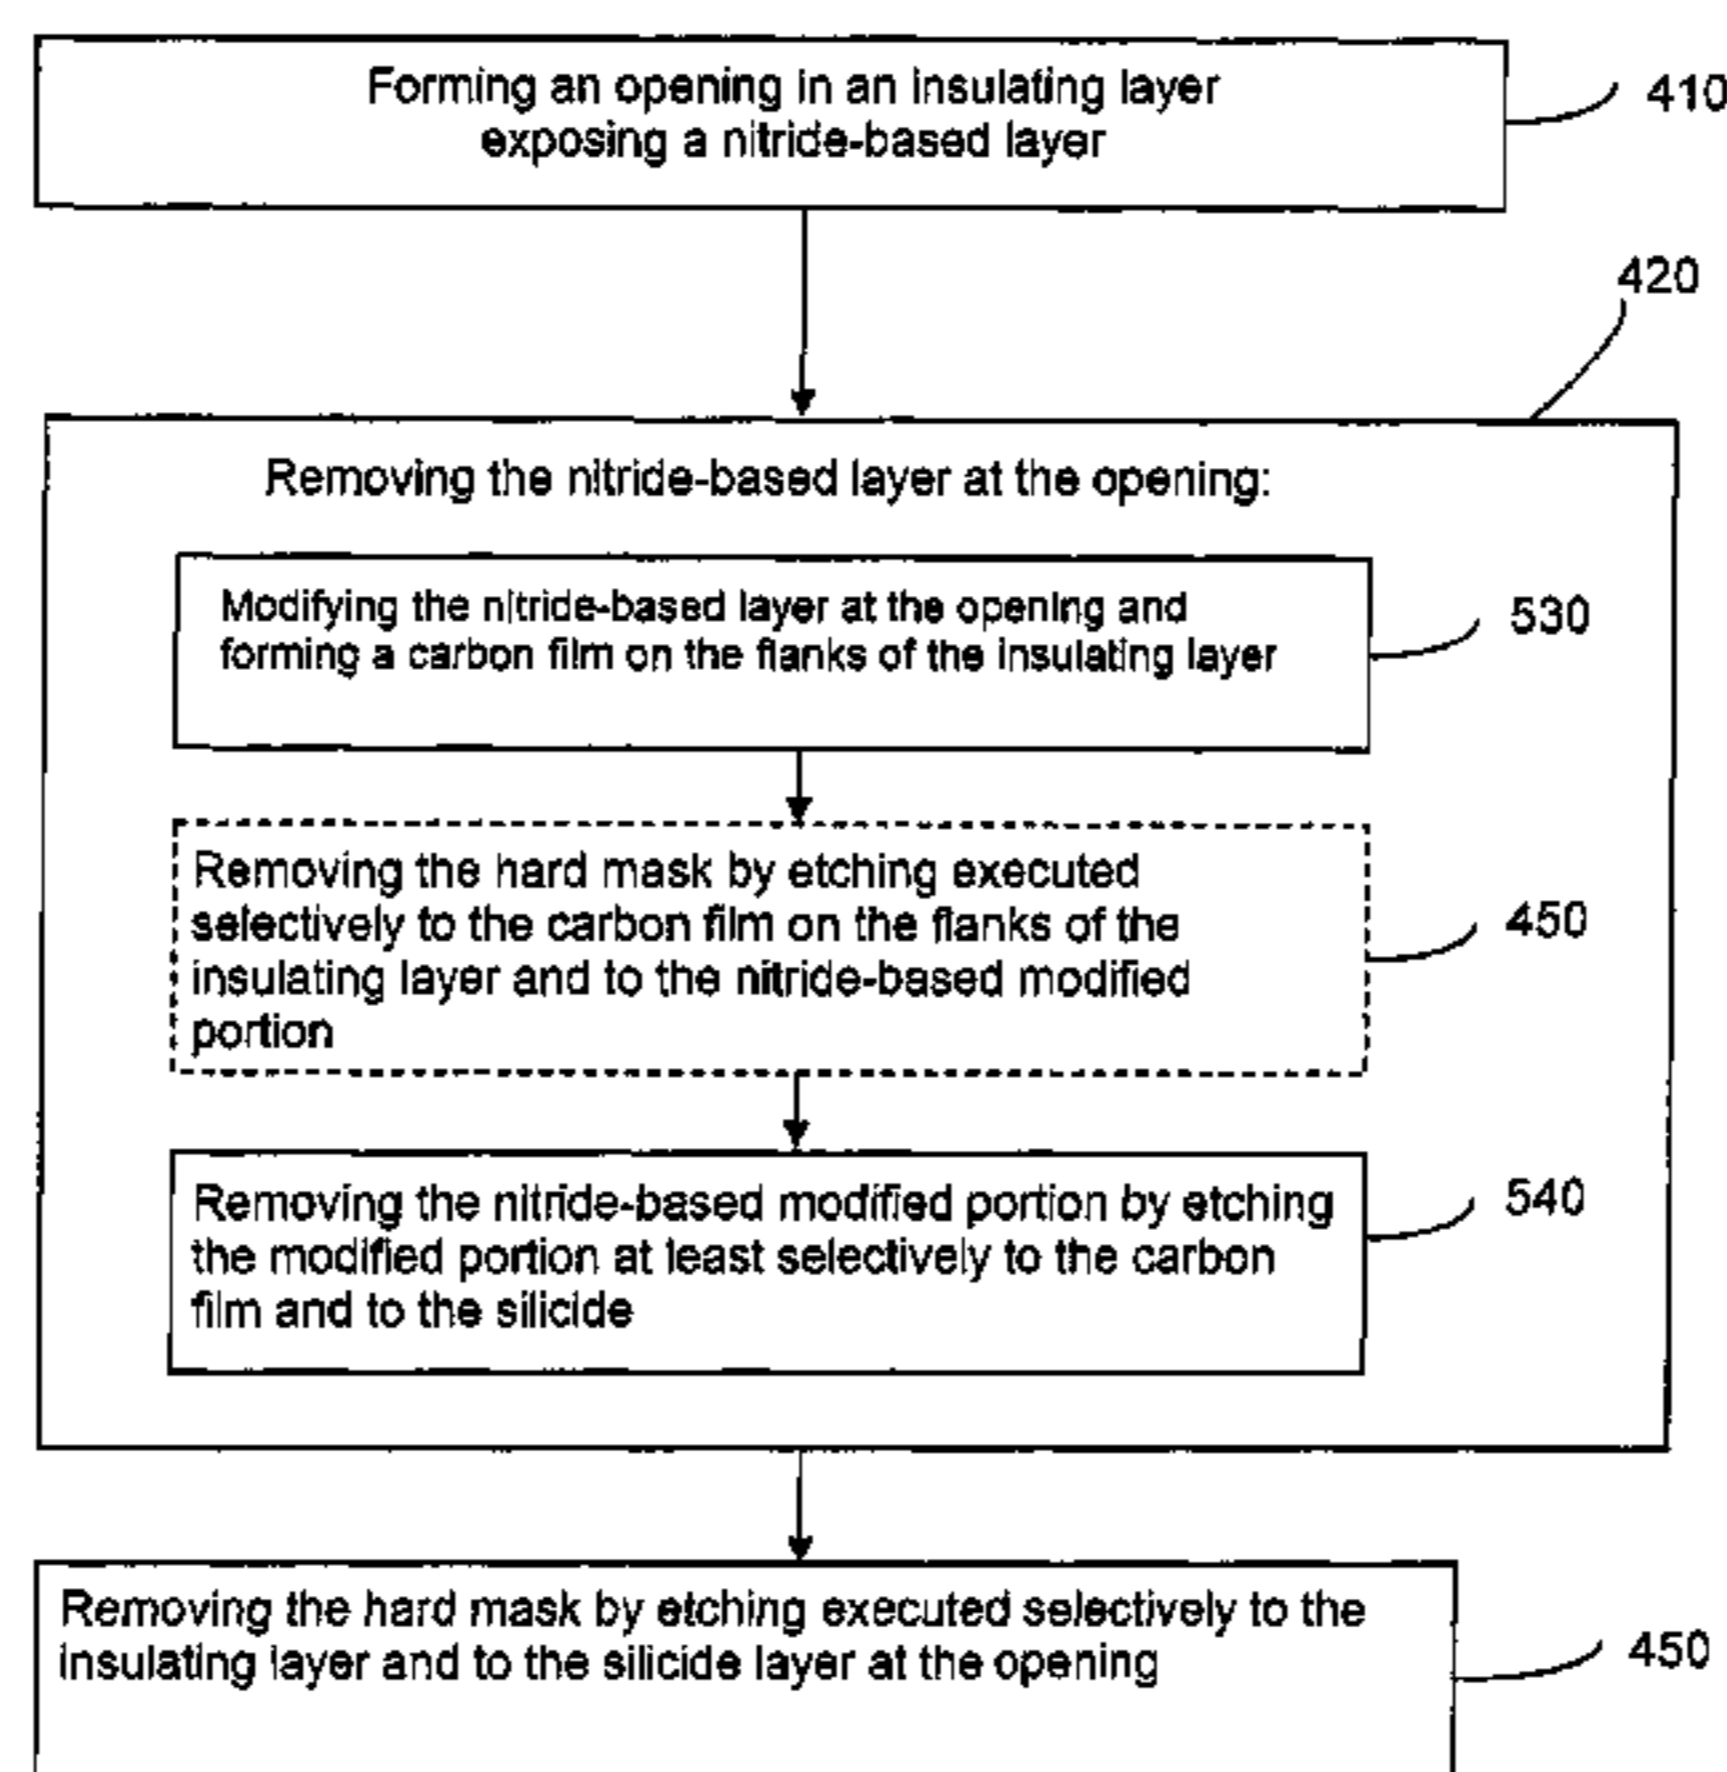 Forming an opening in an insulating layer
exposing a nitride-based layer
410
420
Removing the nitride-based layer at the opening:
Modifying the nitride-based layer at the opening and
forming a carbon film on the flanks of the insulating layer
530
Removing the hard mask by etching executed
selectively to the carbon film on the flanks of the
insulating layer and to the nitride-based modified
portion
450
Removing the nitride-based modified portion by etching
the modified portion at least selectively to the carbon
film and to the silicide
540
Removing the hard mask by etching executed selectively to the
insulating layer and to the silicide layer at the opening
450